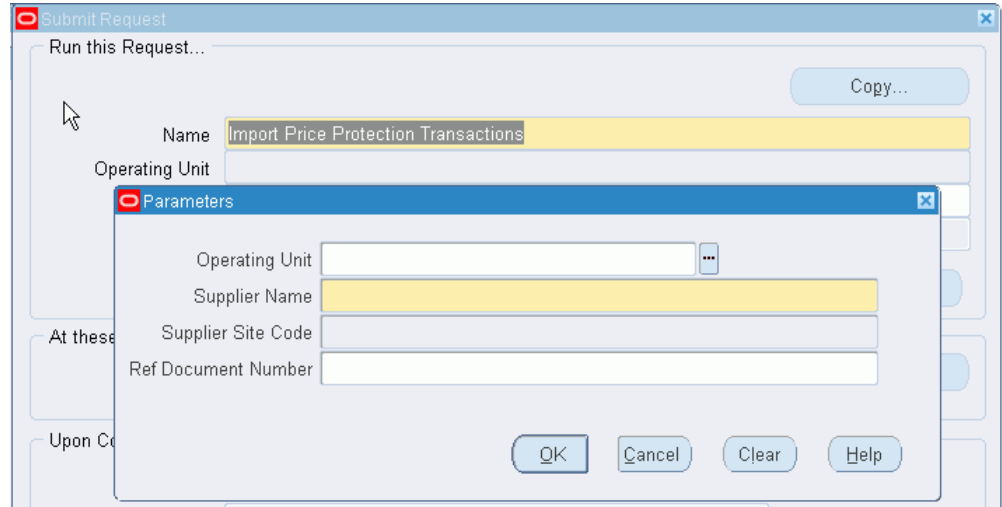 Submit Request
Run this Request...
Copy...
Name Import Price Protection Transactions
Operating Unit
Parameters
Operating Unit
Supplier Name
Supplier Site Code
Ref Document Number
OK Cancel Clear Help
At these
Upon Co